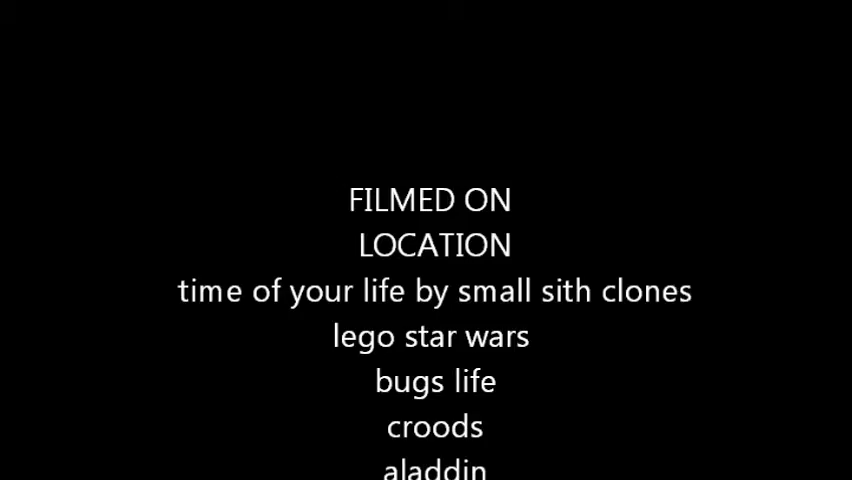 FILMED ON
LOCATION
time of your life by small sith clones
lego star wars
bugs life
croods
aladdin